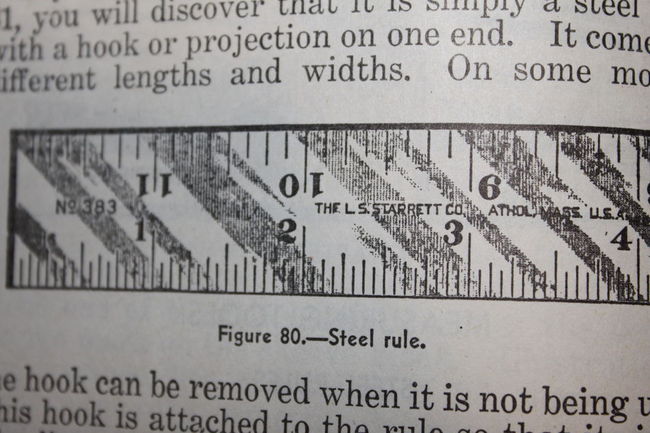 1, you will discover that it is simply a steel
with a hook or projection on one end. It come
ifferent lengths and widths. On some mo
11 10 9
No. 383 THE L.S. STARRETT CO. ATHOL, MASS. U.S.A.
1 2 3 4
Figure 80.—Steel rule.
e hook can be removed when it is not being u
his hook is attached to the rule so that it